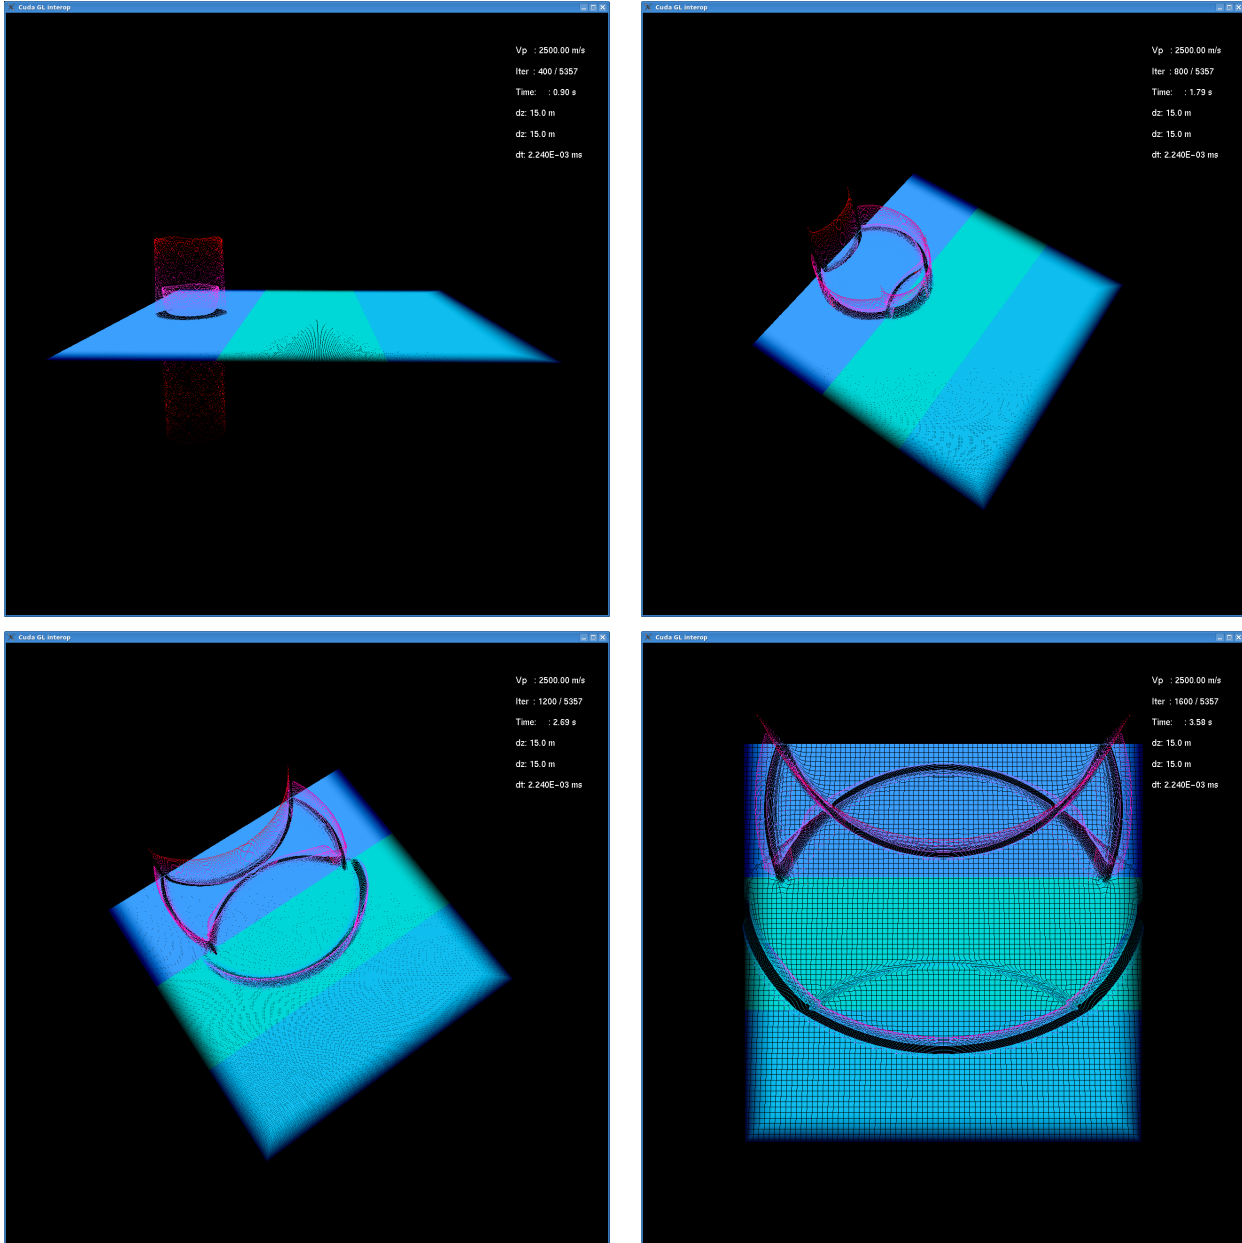 Cuda GL interop
Vp : 2500.00 m/s
Iter : 400 / 5357
Time: : 0.90 s
dz: 15.0 m
dz: 15.0 m
dt: 2.240E-03 ms
Cuda GL interop
Vp : 2500.00 m/s
Iter : 800 / 5357
Time: : 1.79 s
dz: 15.0 m
dz: 15.0 m
dt: 2.240E-03 ms
Cuda GL interop
Vp : 2500.00 m/s
Iter : 1200 / 5357
Time: : 2.69 s
dz: 15.0 m
dz: 15.0 m
dt: 2.240E-03 ms
Cuda GL interop
Vp : 2500.00 m/s
Iter : 1600 / 5357
Time: : 3.58 s
dz: 15.0 m
dz: 15.0 m
dt: 2.240E-03 ms